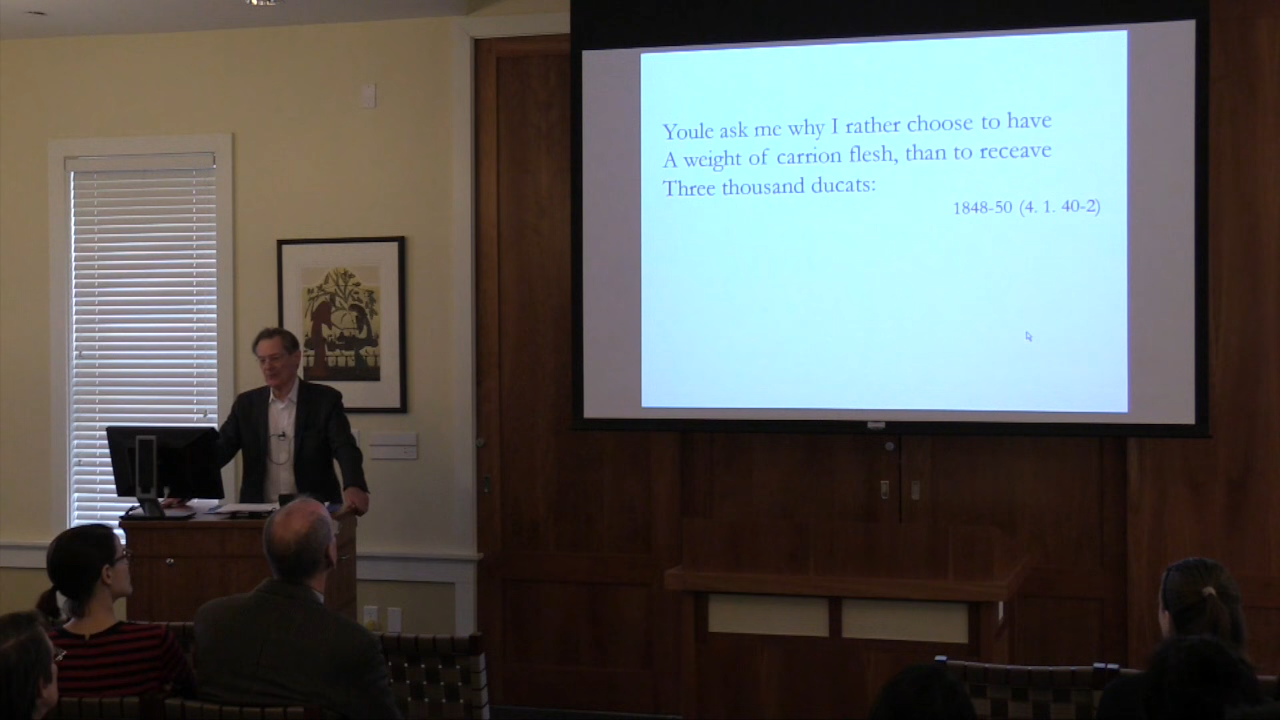 Youle ask me why I rather choose to have
A weight of carrion flesh, than to receave
Three thousand ducats:
1848-50 (4. 1. 40-2)